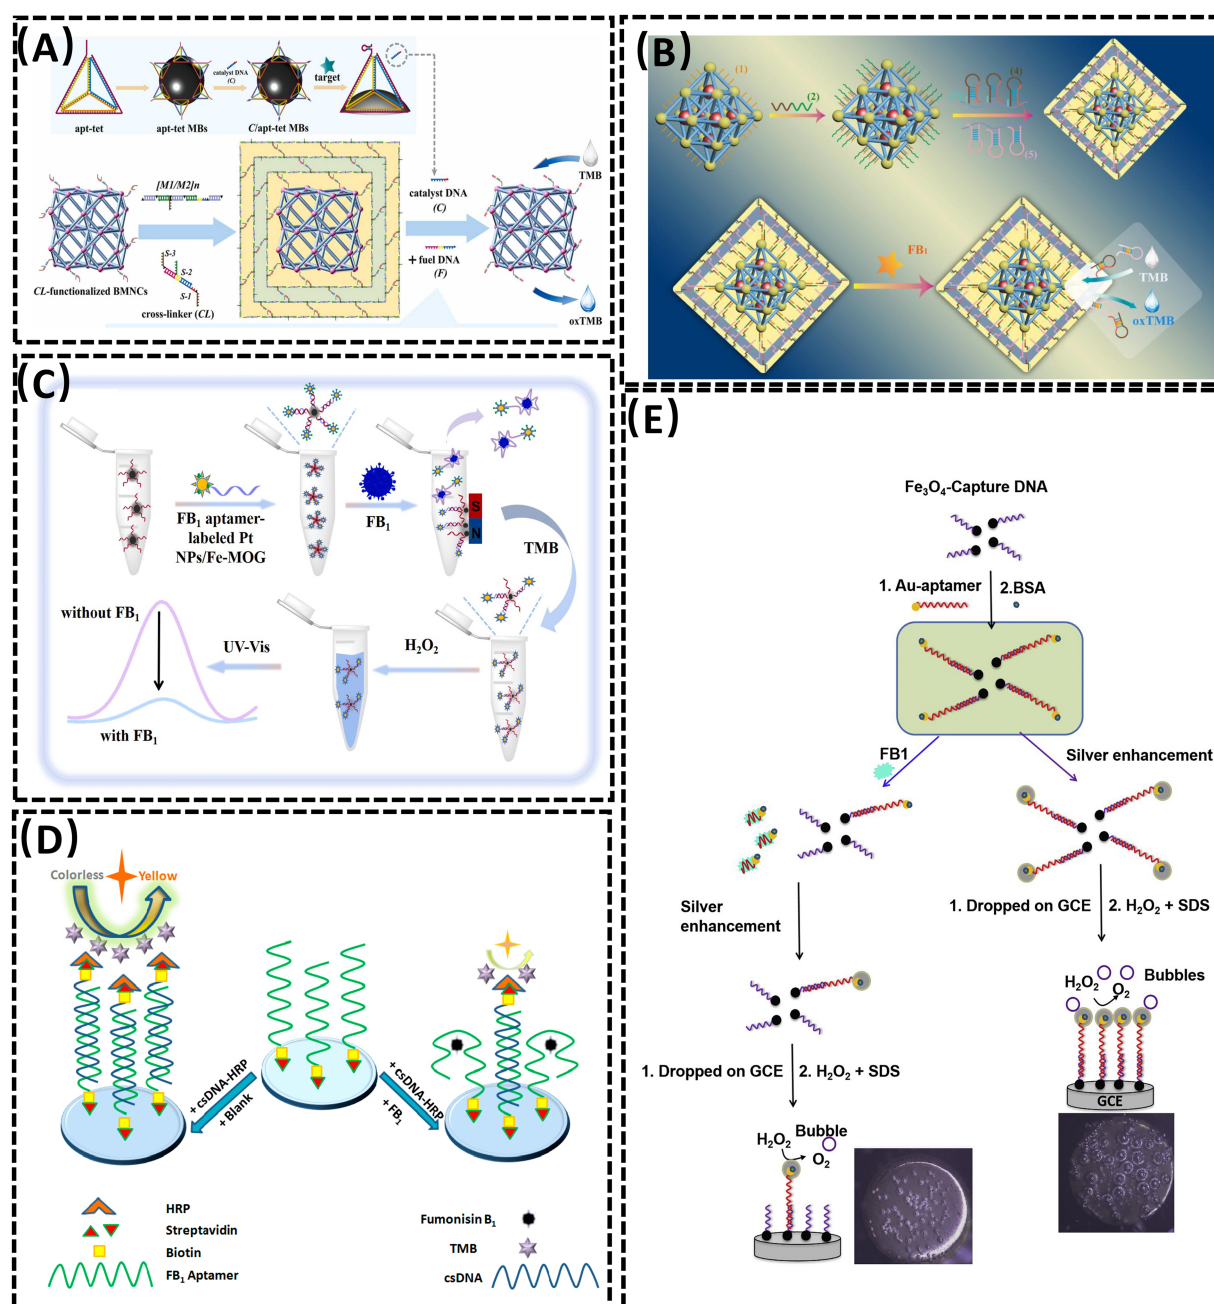 (A)
apt-tet
apt-tet MBs
catalyst DNA
(C)
C/apt-tet MBs
target
[M1/M2]n
S-3
S-2
S-1
CL-functionalized BMNCs
cross-linker (CL)
catalyst DNA
(C)
+ fuel DNA
(F)
TMB
oxTMB
(B)
(1)
(2)
(4)
(5)
FB₁
TMB
oxTMB
(C)
FB₁ aptamer-
labeled Pt
NPs/Fe-MOG
FB₁
S
N
TMB
without FB₁
with FB₁
UV-Vis
H₂O₂
(D)
Colorless
Yellow
+ csDNA-HRP
+ Blank
+ csDNA-HRP
+ FB₁
HRP
Streptavidin
Biotin
FB₁ Aptamer
Fumonisin B₁
TMB
csDNA
(E)
Fe₃O₄-Capture DNA
1. Au-aptamer
2.BSA
FB1
Silver enhancement
Silver
enhancement
1. Dropped on GCE
2. H₂O₂ + SDS
H₂O₂
O₂
Bubbles
GCE
1. Dropped on GCE
2. H₂O₂ + SDS
H₂O₂
Bubble
O₂